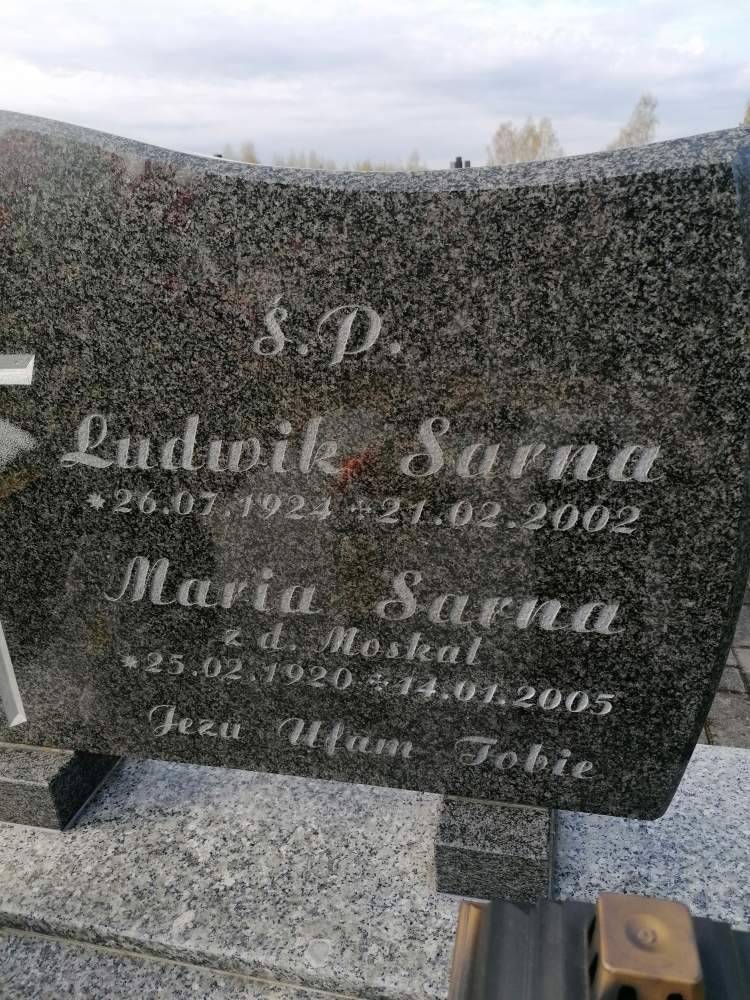 Ś.P.
Ludwik Sarna
*26.07.1924 +21.02.2002
Maria Sarna
z d. Moskal
*25.02.1920 +14.01.2005
Jezu Ufam Tobie